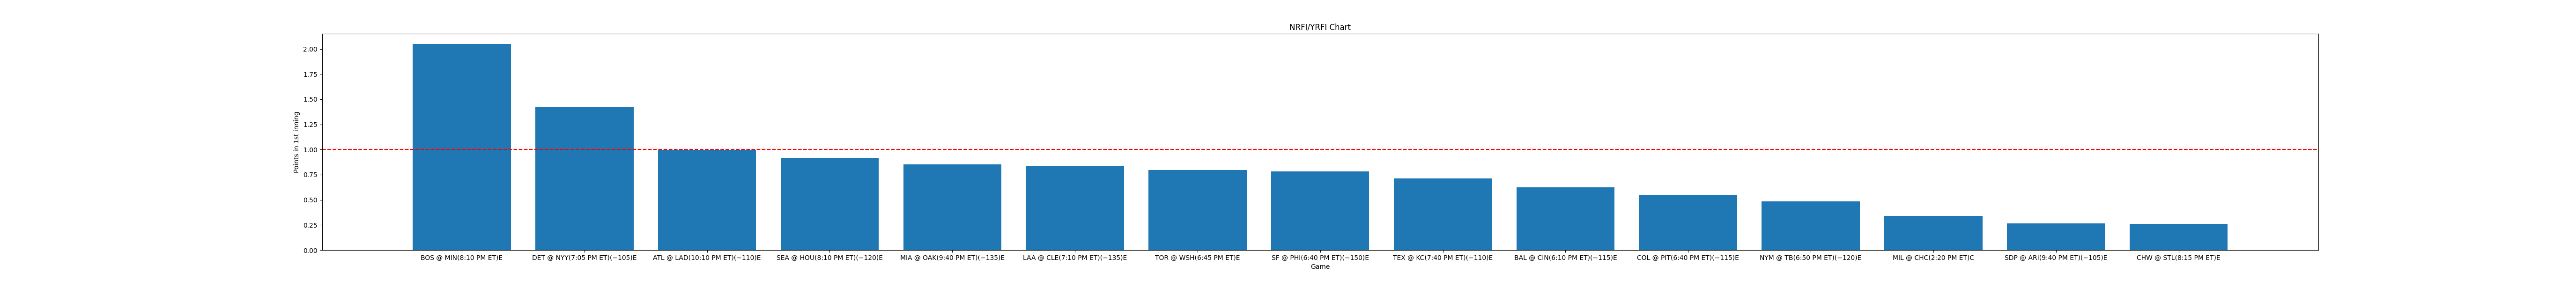 NRFI/YRFI Chart
Points in 1st inning
2.00
1.75
1.50
1.25
1.00
0.75
0.50
0.25
0.00
BOS @ MIN(8:10 PM ET)E
DET @ NYY(7:05 PM ET)(−105)E
ATL @ LAD(10:10 PM ET)(−110)E
SEA @ HOU(8:10 PM ET)(−120)E
MIA @ OAK(9:40 PM ET)(−135)E
LAA @ CLE(7:10 PM ET)(−135)E
TOR @ WSH(6:45 PM ET)E
SF @ PHI(6:40 PM ET)(−150)E
TEX @ KC(7:40 PM ET)(−110)E
BAL @ CIN(6:10 PM ET)(−115)E
COL @ PIT(6:40 PM ET)(−115)E
NYM @ TB(6:50 PM ET)(−120)E
MIL @ CHC(2:20 PM ET)C
SDP @ ARI(9:40 PM ET)(−105)E
CHW @ STL(8:15 PM ET)E
Game